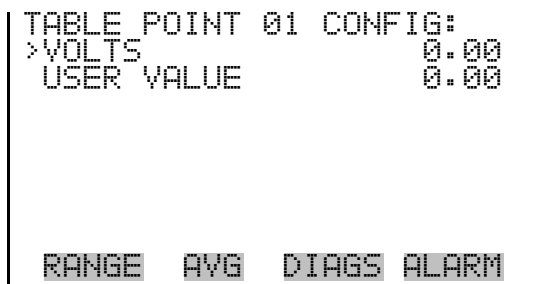 TABLE POINT 01 CONFIG:
>VOLTS 0.00
USER VALUE 0.00
RANGE AVG DIAGS ALARM